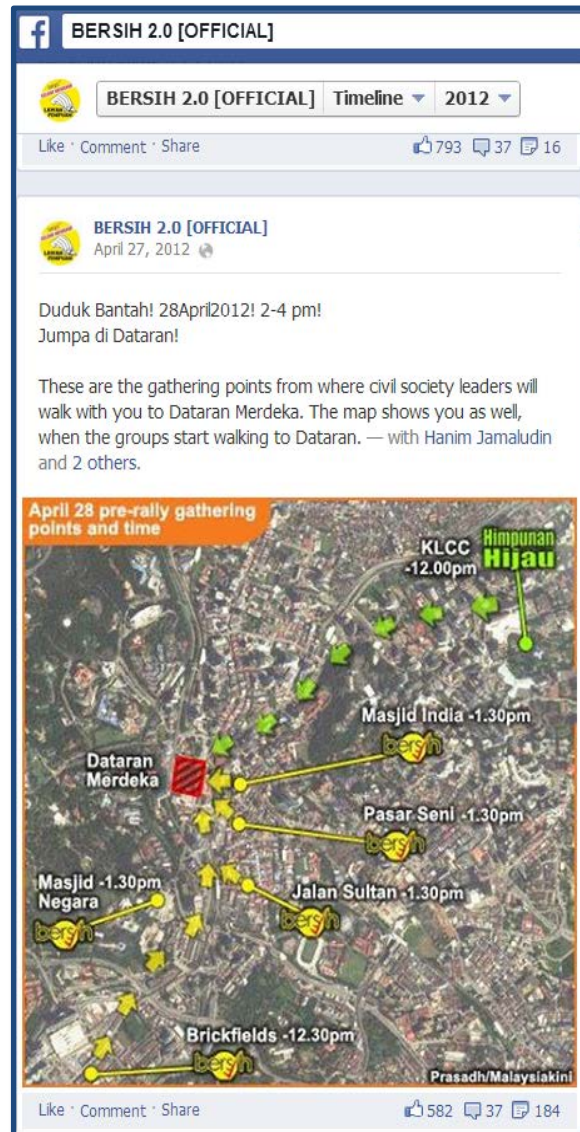 BERSIH 2.0 [OFFICIAL]
BERSIH 2.0 [OFFICIAL] Timeline 2012
Like · Comment · Share 793 37 16
BERSIH 2.0 [OFFICIAL]
April 27, 2012
Duduk Bantah! 28April2012! 2-4 pm!
Jumpa di Dataran!
These are the gathering points from where civil society leaders will
walk with you to Dataran Merdeka. The map shows you as well,
when the groups start walking to Dataran. — with Hanim Jamaludin
and 2 others.
April 28 pre-rally gathering
points and time
KLCC
-12.00pm
Himpunan
Hijau
Masjid India -1.30pm
bersih
Dataran
Merdeka
Pasar Seni -1.30pm
bersih
Masjid -1.30pm
Negara
bersih
Jalan Sultan -1.30pm
bersih
Brickfields -12.30pm
bersih
Prasadh/Malaysiakini
Like · Comment · Share 582 37 184